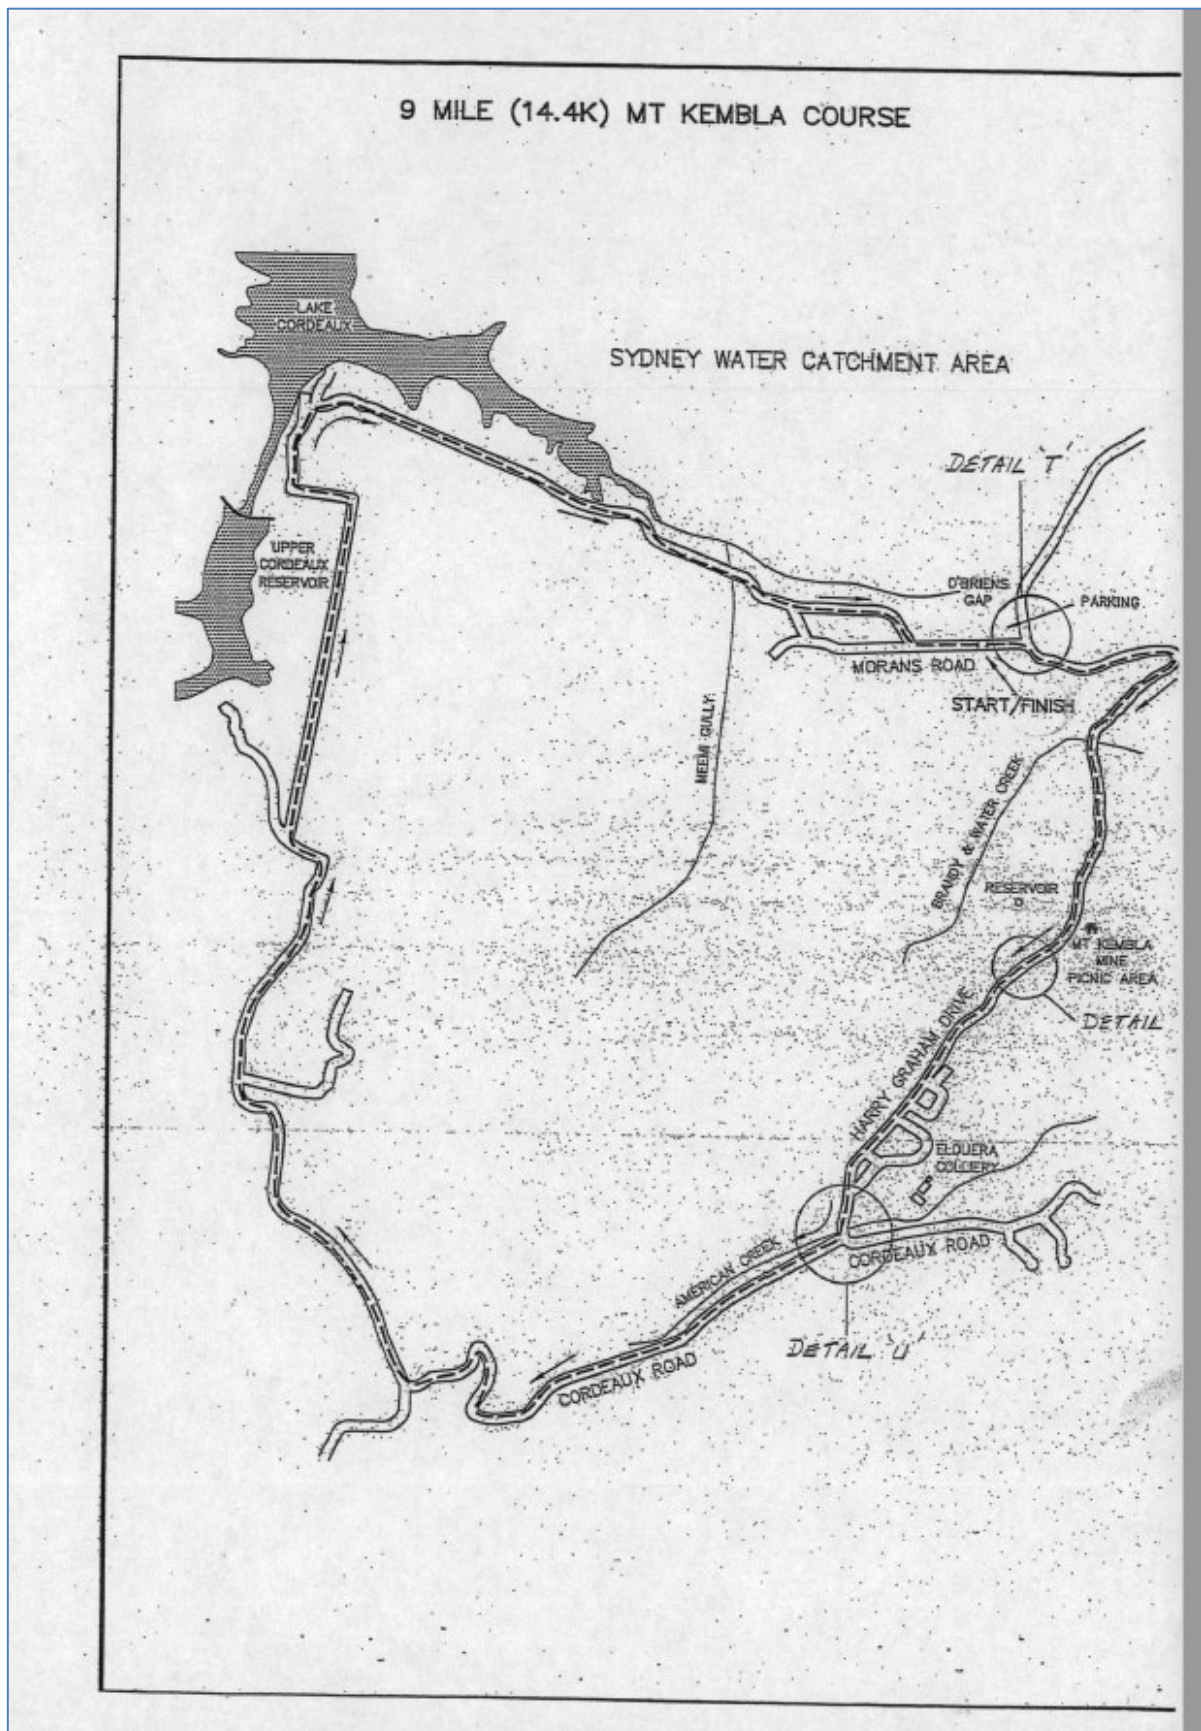 9 MILE (14.4K) MT KEMBLA COURSE
LAKE
CORDEAUX
SYDNEY WATER CATCHMENT AREA
DETAIL 'T'
UPPER
CORDEAUX
RESERVOIR
O'BRIENS
GAP
PARKING
MORANS ROAD
START/FINISH
MEEMI GULLY
BRANDY & WATER CREEK
RESERVOIR
MT KEMBLA
MINE
PICNIC AREA
DETAIL
HARRY GRAHAM DRIVE
ELOUERA
COLLIERY
AMERICAN CREEK
CORDEAUX ROAD
DETAIL 'U'
CORDEAUX ROAD